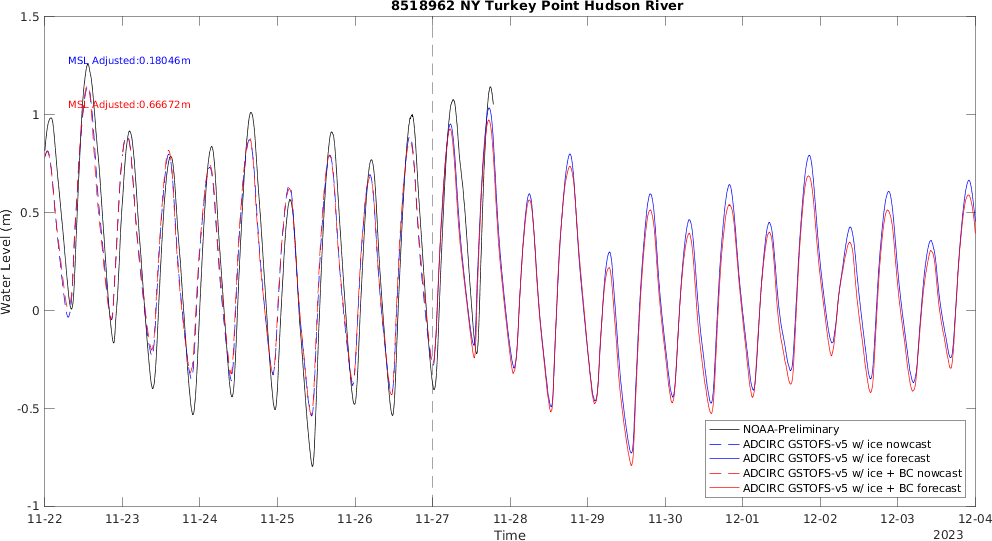 8518962 NY Turkey Point Hudson River
1.5
MSL Adjusted:0.18046m
MSL Adjusted:0.66672m
1
0.5
Water Level (m)
0
-0.5
-1
NOAA-Preliminary
ADCIRC GSTOFS-v5 w/ ice nowcast
ADCIRC GSTOFS-v5 w/ ice forecast
ADCIRC GSTOFS-v5 w/ ice + BC nowcast
ADCIRC GSTOFS-v5 w/ ice + BC forecast
11-22 11-23 11-24 11-25 11-26 11-27 11-28 11-29 11-30 12-01 12-02 12-03 12-04
Time
2023